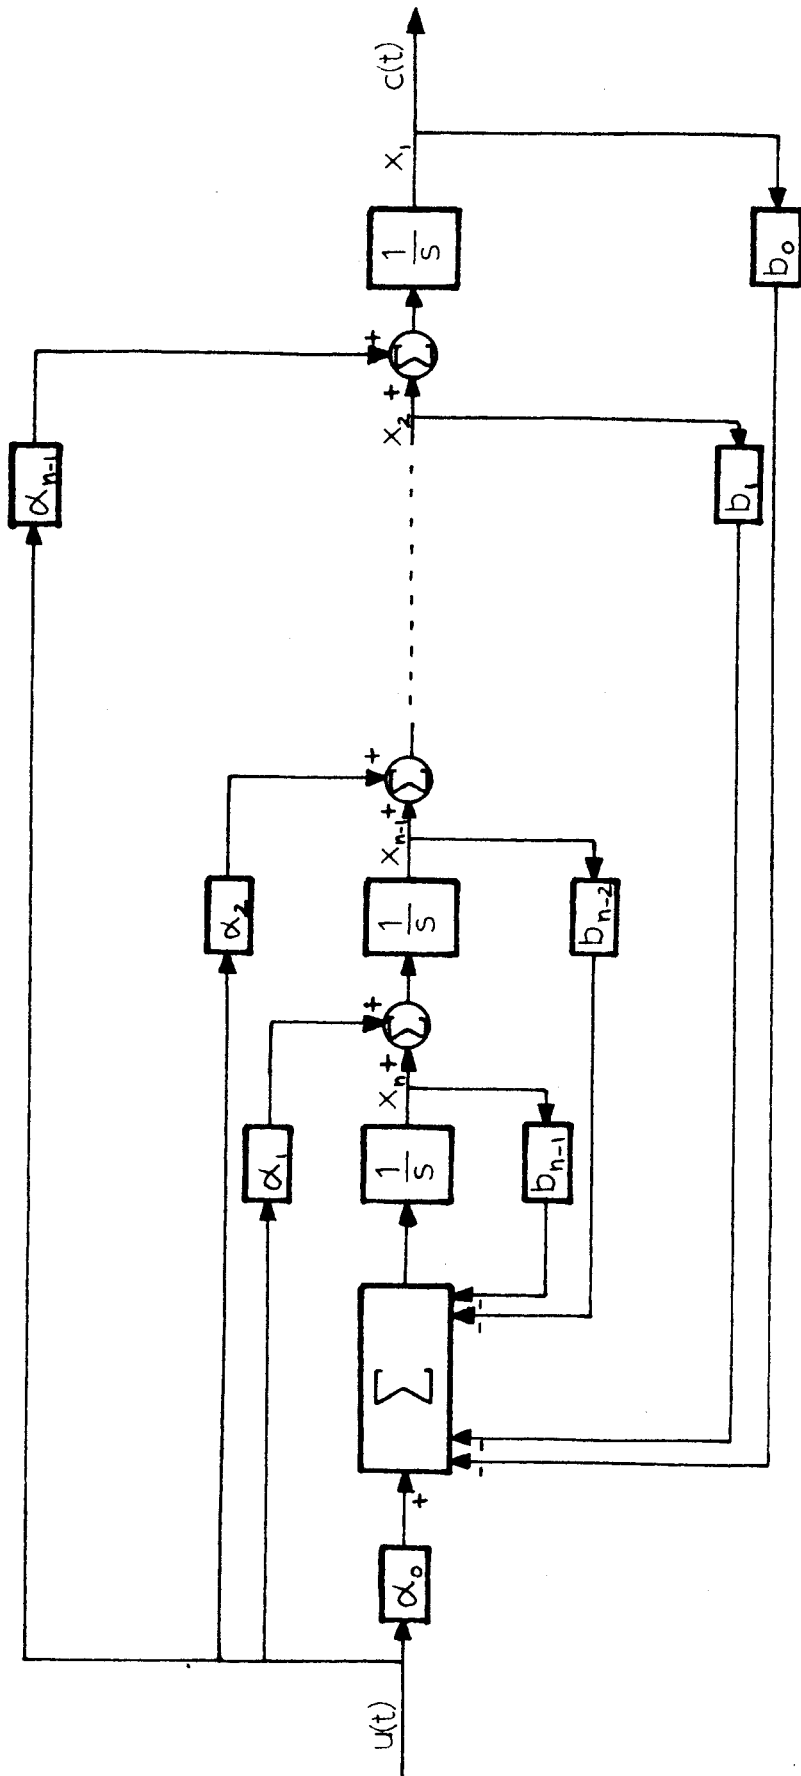 u(t)
α₀
+
Σ
-
-
-
-
1/s
xₙ
+
Σ
+
1/s
xₙ₋₁
+
Σ
+
x₂
+
Σ
+
1/s
x₁
c(t)
α₁
α₂
αₙ₋₁
bₙ₋₁
bₙ₋₂
b₁
b₀